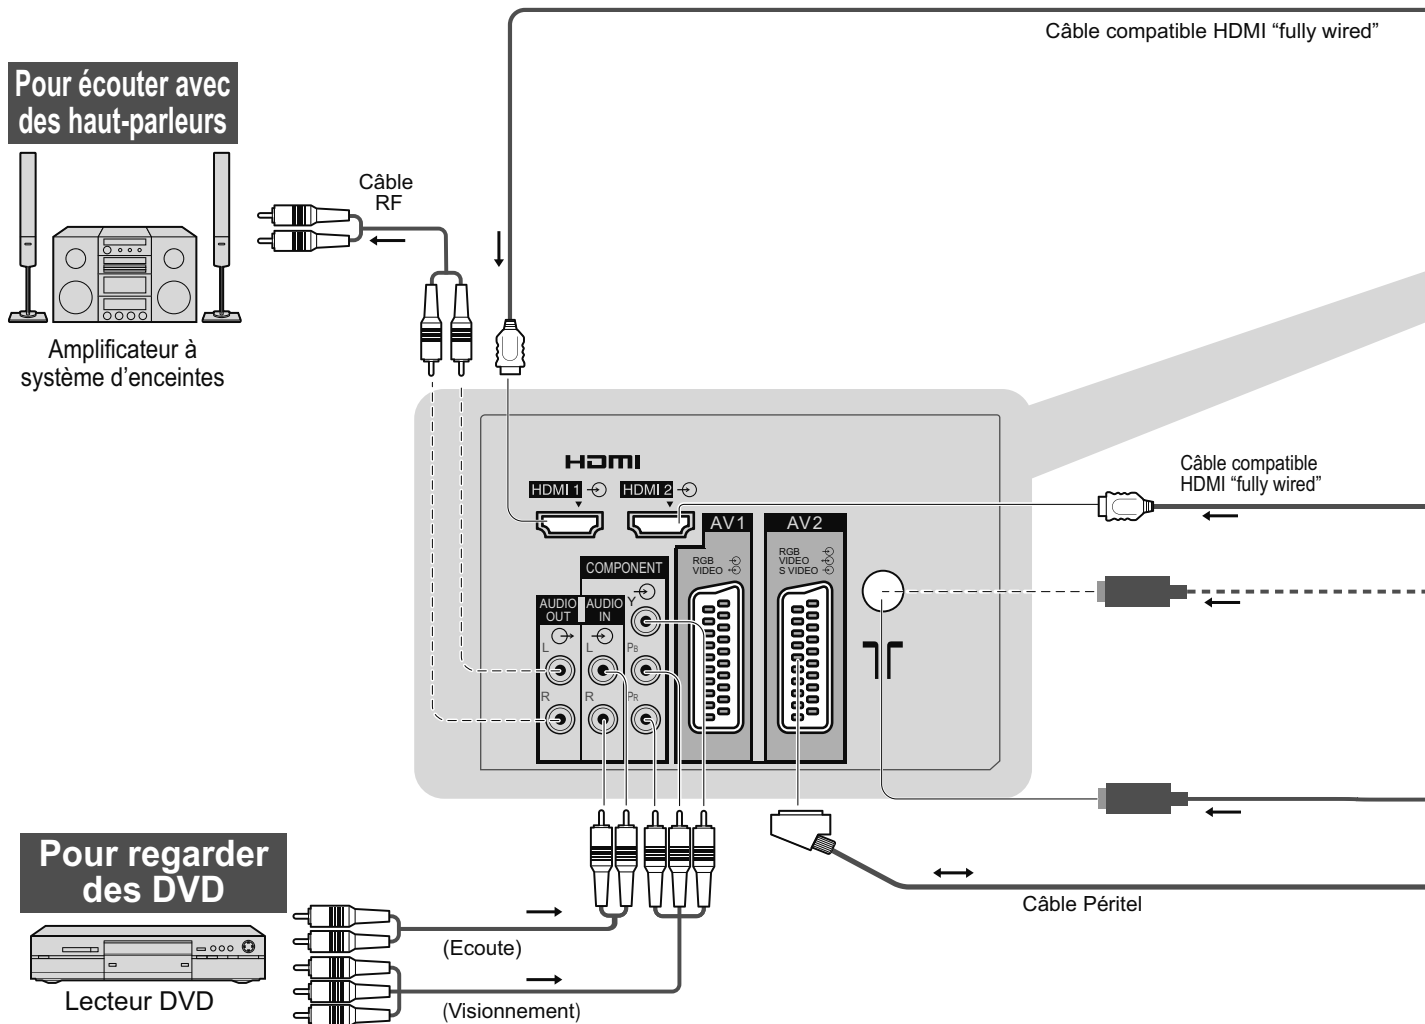 Câble compatible HDMI “fully wired”
Pour écouter avec
des haut-parleurs
Câble
RF
Amplificateur à
système d’enceintes
HDMI
HDMI 1
HDMI 2
Câble compatible
HDMI “fully wired”
AV1
AV2
RGB
VIDEO
RGB
VIDEO
S VIDEO
COMPONENT
AUDIO
OUT
AUDIO
IN
Y
L
L
PB
R
R
PR
Pour regarder
des DVD
Câble Péritel
(Ecoute)
Lecteur DVD
(Visionnement)